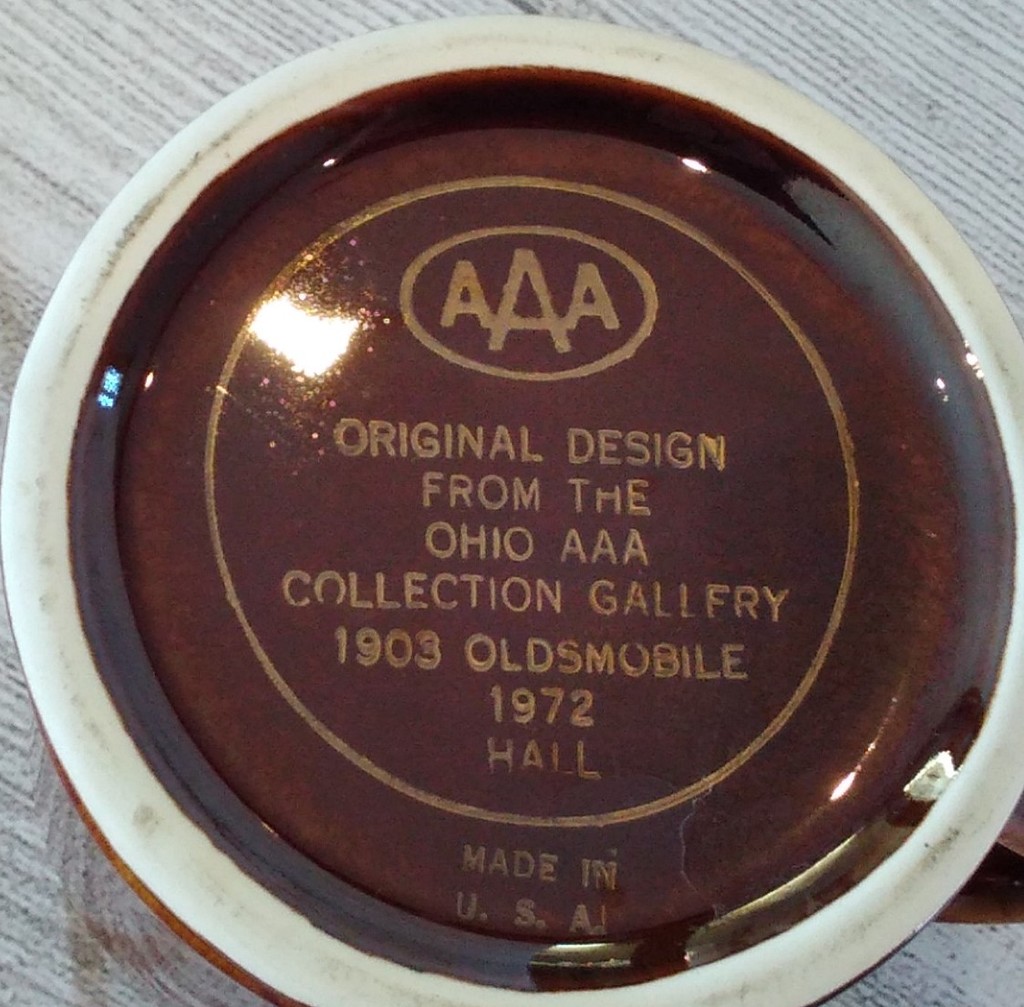 AAA
ORIGINAL DESIGN
FROM THE
OHIO AAA
COLLECTION GALLERY
1903 OLDSMOBILE
1972
HALL
MADE IN
U. S. A.